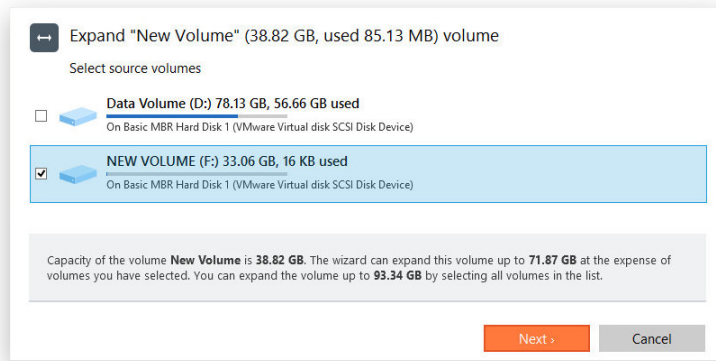 Expand "New Volume" (38.82 GB, used 85.13 MB) volume
Select source volumes
Data Volume (D:) 78.13 GB, 56.66 GB used
On Basic MBR Hard Disk 1 (VMware Virtual disk SCSI Disk Device)
NEW VOLUME (F:) 33.06 GB, 16 KB used
On Basic MBR Hard Disk 1 (VMware Virtual disk SCSI Disk Device)
Capacity of the volume New Volume is 38.82 GB. The wizard can expand this volume up to 71.87 GB at the expense of
volumes you have selected. You can expand the volume up to 93.34 GB by selecting all volumes in the list.
Next ›
Cancel